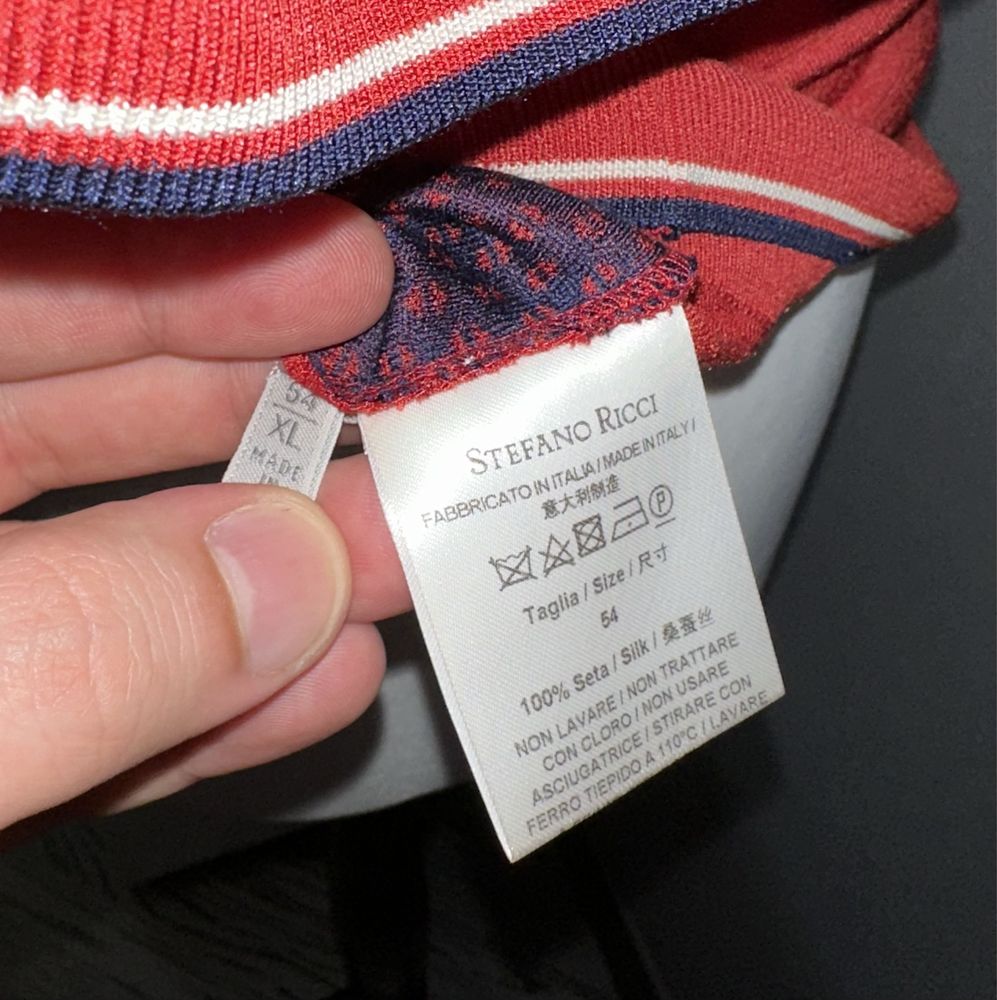 54
XL
MADE
STEFANO RICCI
FABBRICATO IN ITALIA / MADE IN ITALY /
意大利制造
P
Taglia / Size / 尺寸
54
100% Seta / Silk / 桑蚕丝
NON LAVARE / NON TRATTARE
CON CLORO / NON USARE
ASCIUGATRICE / STIRARE CON
FERRO TIEPIDO A 110°C / LAVARE